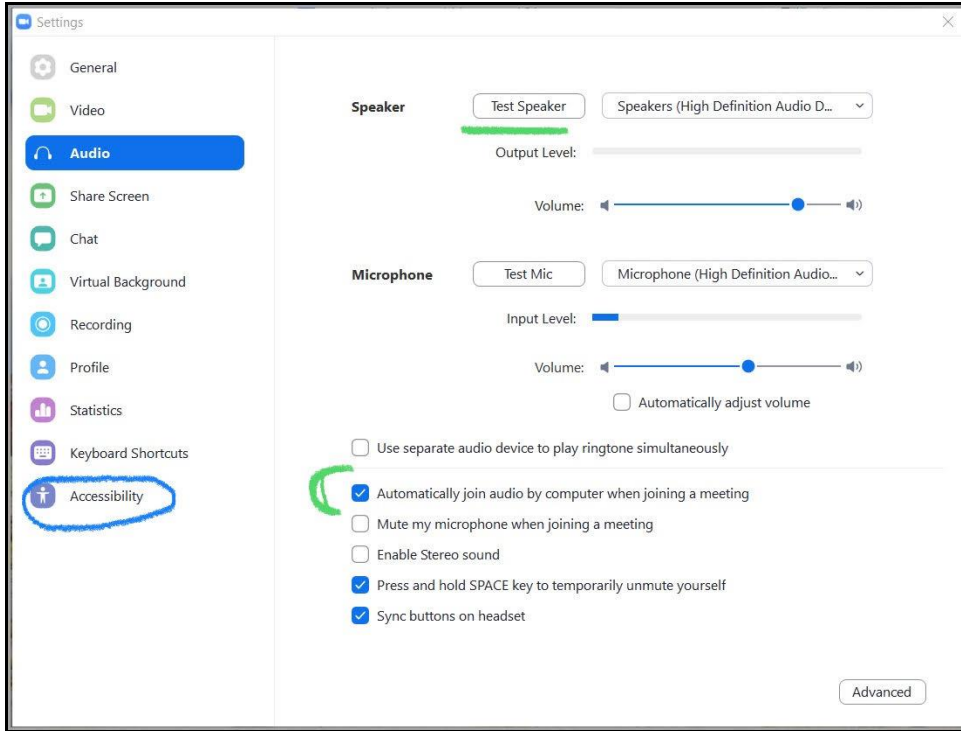 Settings
General
Video
Audio
Share Screen
Chat
Virtual Background
Recording
Profile
Statistics
Keyboard Shortcuts
Accessibility
Speaker
Test Speaker
Speakers (High Definition Audio D...
Output Level:
Volume:
Microphone
Test Mic
Microphone (High Definition Audio...
Input Level:
Volume:
Automatically adjust volume
Use separate audio device to play ringtone simultaneously
Automatically join audio by computer when joining a meeting
Mute my microphone when joining a meeting
Enable Stereo sound
Press and hold SPACE key to temporarily unmute yourself
Sync buttons on headset
Advanced